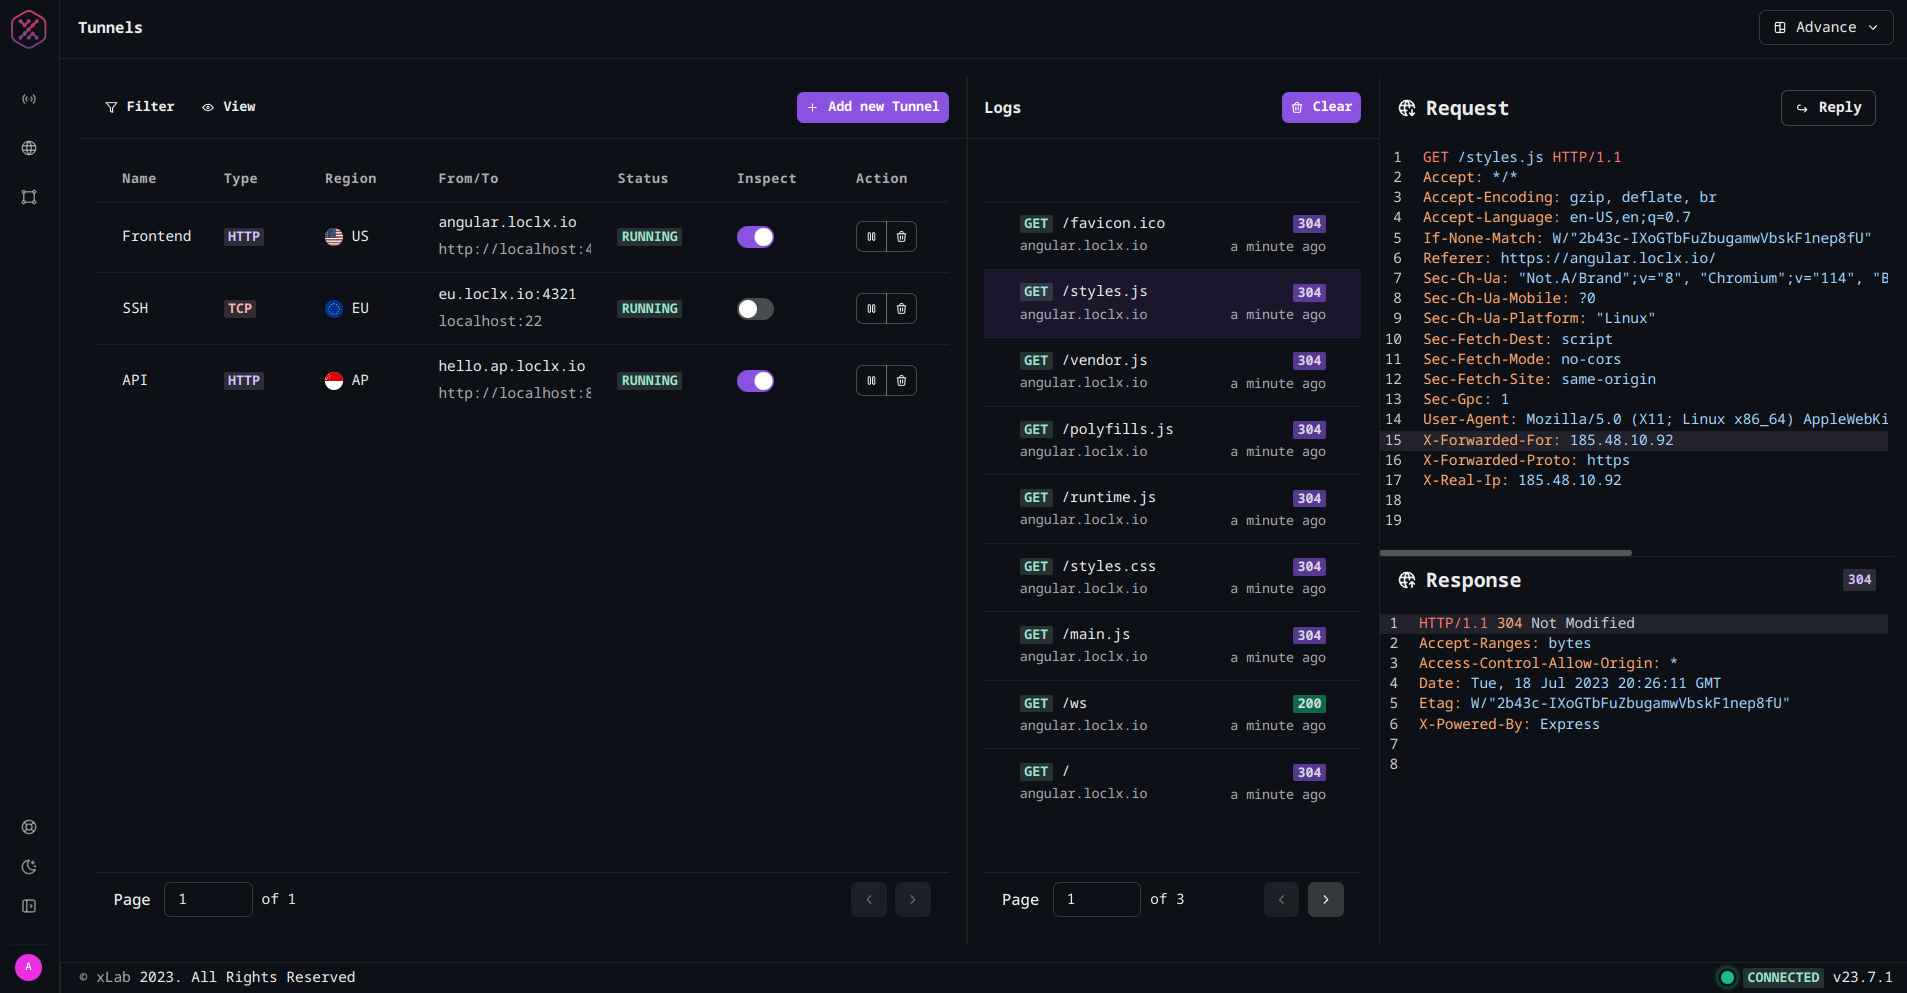 Tunnels
Advance
Filter View
+ Add new Tunnel
Name Type Region From/To Status Inspect Action
Frontend HTTP US angular.loclx.io RUNNING
http://localhost:4
SSH TCP EU eu.loclx.io:4321 RUNNING
localhost:22
API HTTP AP hello.ap.loclx.io RUNNING
http://localhost:8
Page 1 of 1
Logs
Clear
GET /favicon.ico 304
angular.loclx.io a minute ago
GET /styles.js 304
angular.loclx.io a minute ago
GET /vendor.js 304
angular.loclx.io a minute ago
GET /polyfills.js 304
angular.loclx.io a minute ago
GET /runtime.js 304
angular.loclx.io a minute ago
GET /styles.css 304
angular.loclx.io a minute ago
GET /main.js 304
angular.loclx.io a minute ago
GET /ws 200
angular.loclx.io a minute ago
GET / 304
angular.loclx.io a minute ago
Page 1 of 3
Request
Reply
1 GET /styles.js HTTP/1.1
2 Accept: */*
3 Accept-Encoding: gzip, deflate, br
4 Accept-Language: en-US,en;q=0.7
5 If-None-Match: W/"2b43c-IXoGTbFuZbugamwVbskF1nep8fU"
6 Referer: https://angular.loclx.io/
7 Sec-Ch-Ua: "Not.A/Brand";v="8", "Chromium";v="114", "B
8 Sec-Ch-Ua-Mobile: ?0
9 Sec-Ch-Ua-Platform: "Linux"
10 Sec-Fetch-Dest: script
11 Sec-Fetch-Mode: no-cors
12 Sec-Fetch-Site: same-origin
13 Sec-Gpc: 1
14 User-Agent: Mozilla/5.0 (X11; Linux x86_64) AppleWebKi
15 X-Forwarded-For: 185.48.10.92
16 X-Forwarded-Proto: https
17 X-Real-Ip: 185.48.10.92
18
19
Response
304
1 HTTP/1.1 304 Not Modified
2 Accept-Ranges: bytes
3 Access-Control-Allow-Origin: *
4 Date: Tue, 18 Jul 2023 20:26:11 GMT
5 Etag: W/"2b43c-IXoGTbFuZbugamwVbskF1nep8fU"
6 X-Powered-By: Express
7
8
A
© xLab 2023. All Rights Reserved
CONNECTED v23.7.1